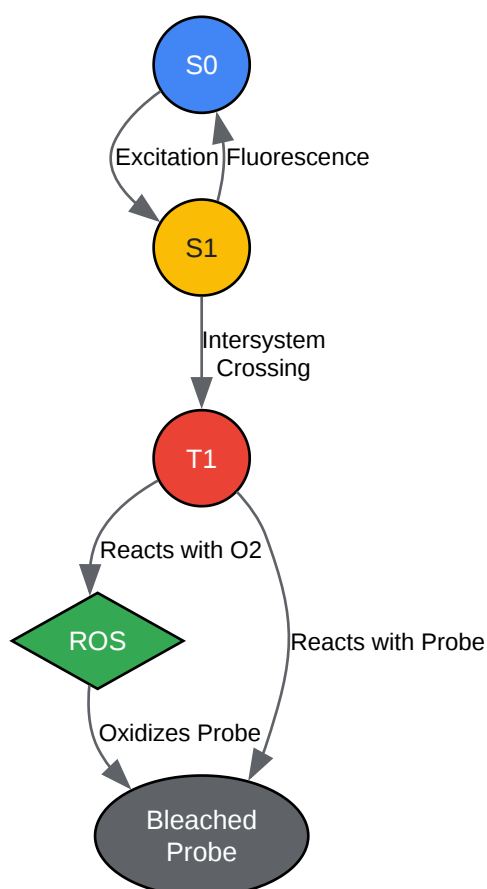 S0
Excitation
Fluorescence
S1
Intersystem
Crossing
T1
Reacts with O2
ROS
Reacts with Probe
Oxidizes Probe
Bleached
Probe